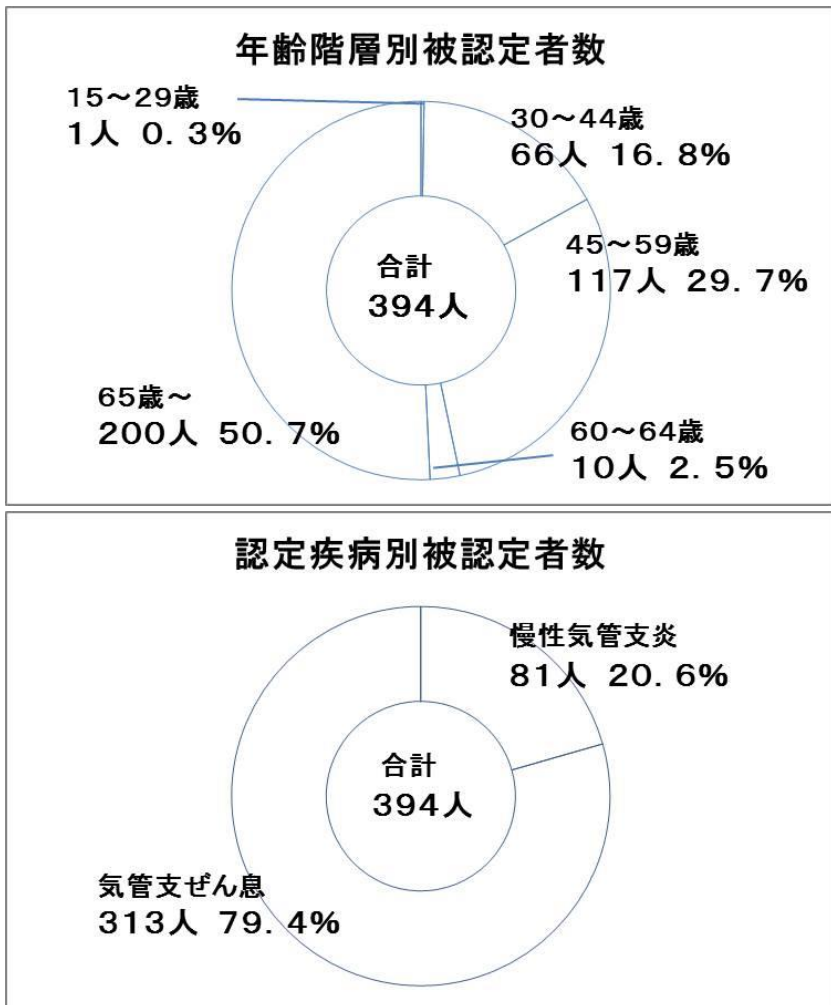 年齢階層別被認定者数
15～29歳
1人 0.3%
30～44歳
66人 16.8%
45～59歳
117人 29.7%
合計
394人
65歳～
200人 50.7%
60～64歳
10人 2.5%
認定疾病別被認定者数
慢性気管支炎
81人 20.6%
合計
394人
気管支ぜん息
313人 79.4%